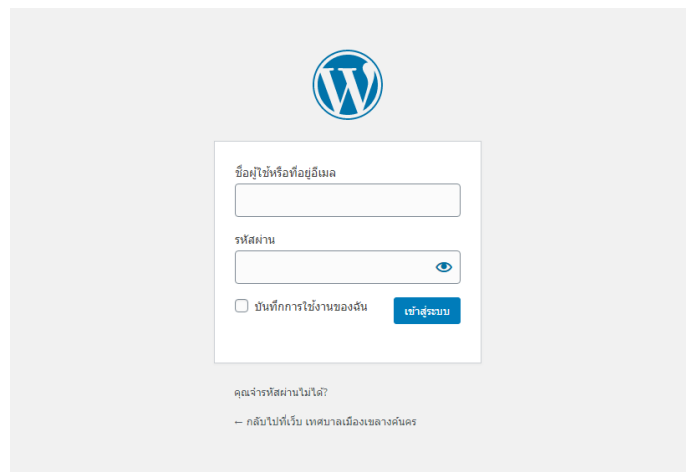 ชื่อผู้ใช้หรือที่อยู่อีเมล
รหัสผ่าน
บันทึกการใช้งานของฉัน
เข้าสู่ระบบ
คุณจำรหัสผ่านไม่ได้?
← กลับไปที่เว็บ เทศบาลเมืองเขลางค์นคร